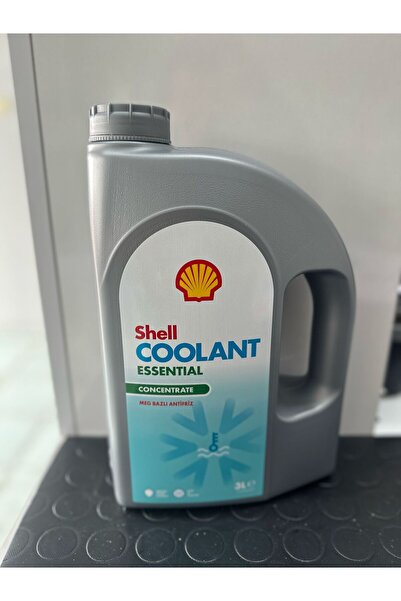 Shell
COOLANT
ESSENTIAL
CONCENTRATE
MEG BAZLI ANTİFRİZ
3L e